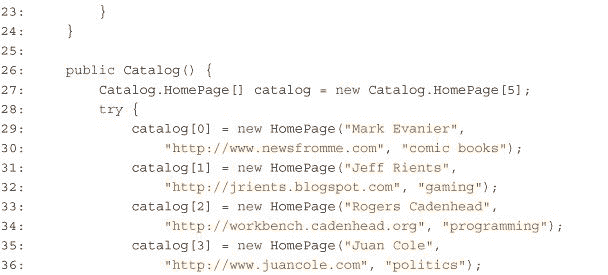 23:         }
24:     }
25:
26:     public Catalog() {
27:         Catalog.HomePage[] catalog = new Catalog.HomePage[5];
28:         try {
29:             catalog[0] = new HomePage("Mark Evanier",
30:                 "http://www.newsfromme.com", "comic books");
31:             catalog[1] = new HomePage("Jeff Rients",
32:                 "http://jrients.blogspot.com", "gaming");
33:             catalog[2] = new HomePage("Rogers Cadenhead",
34:                 "http://workbench.cadenhead.org", "programming");
35:             catalog[3] = new HomePage("Juan Cole",
36:                 "http://www.juancole.com", "politics");